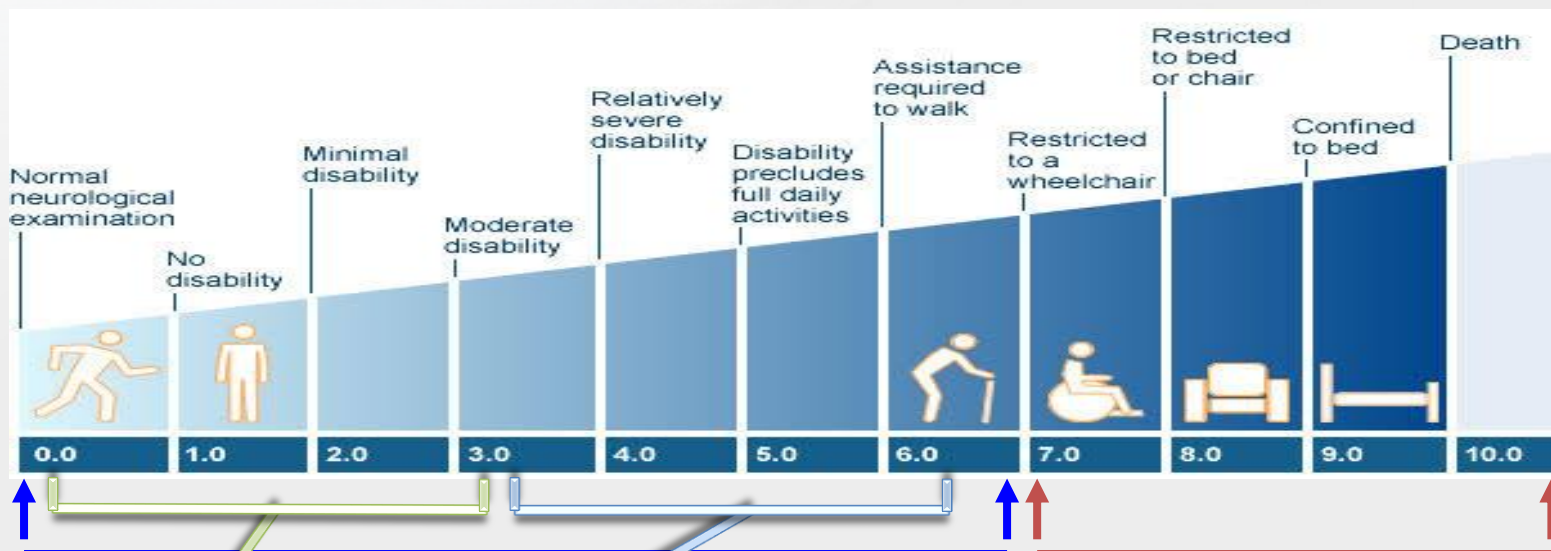 Normal
neurological
examination
No
disability
Minimal
disability
Moderate
disability
Relatively
severe
disability
Disability
precludes
full daily
activities
Assistance
required
to walk
Restricted
to a
wheelchair
Restricted
to bed
or chair
Confined
to bed
Death
0.0 1.0 2.0 3.0 4.0 5.0 6.0 7.0 8.0 9.0 10.0